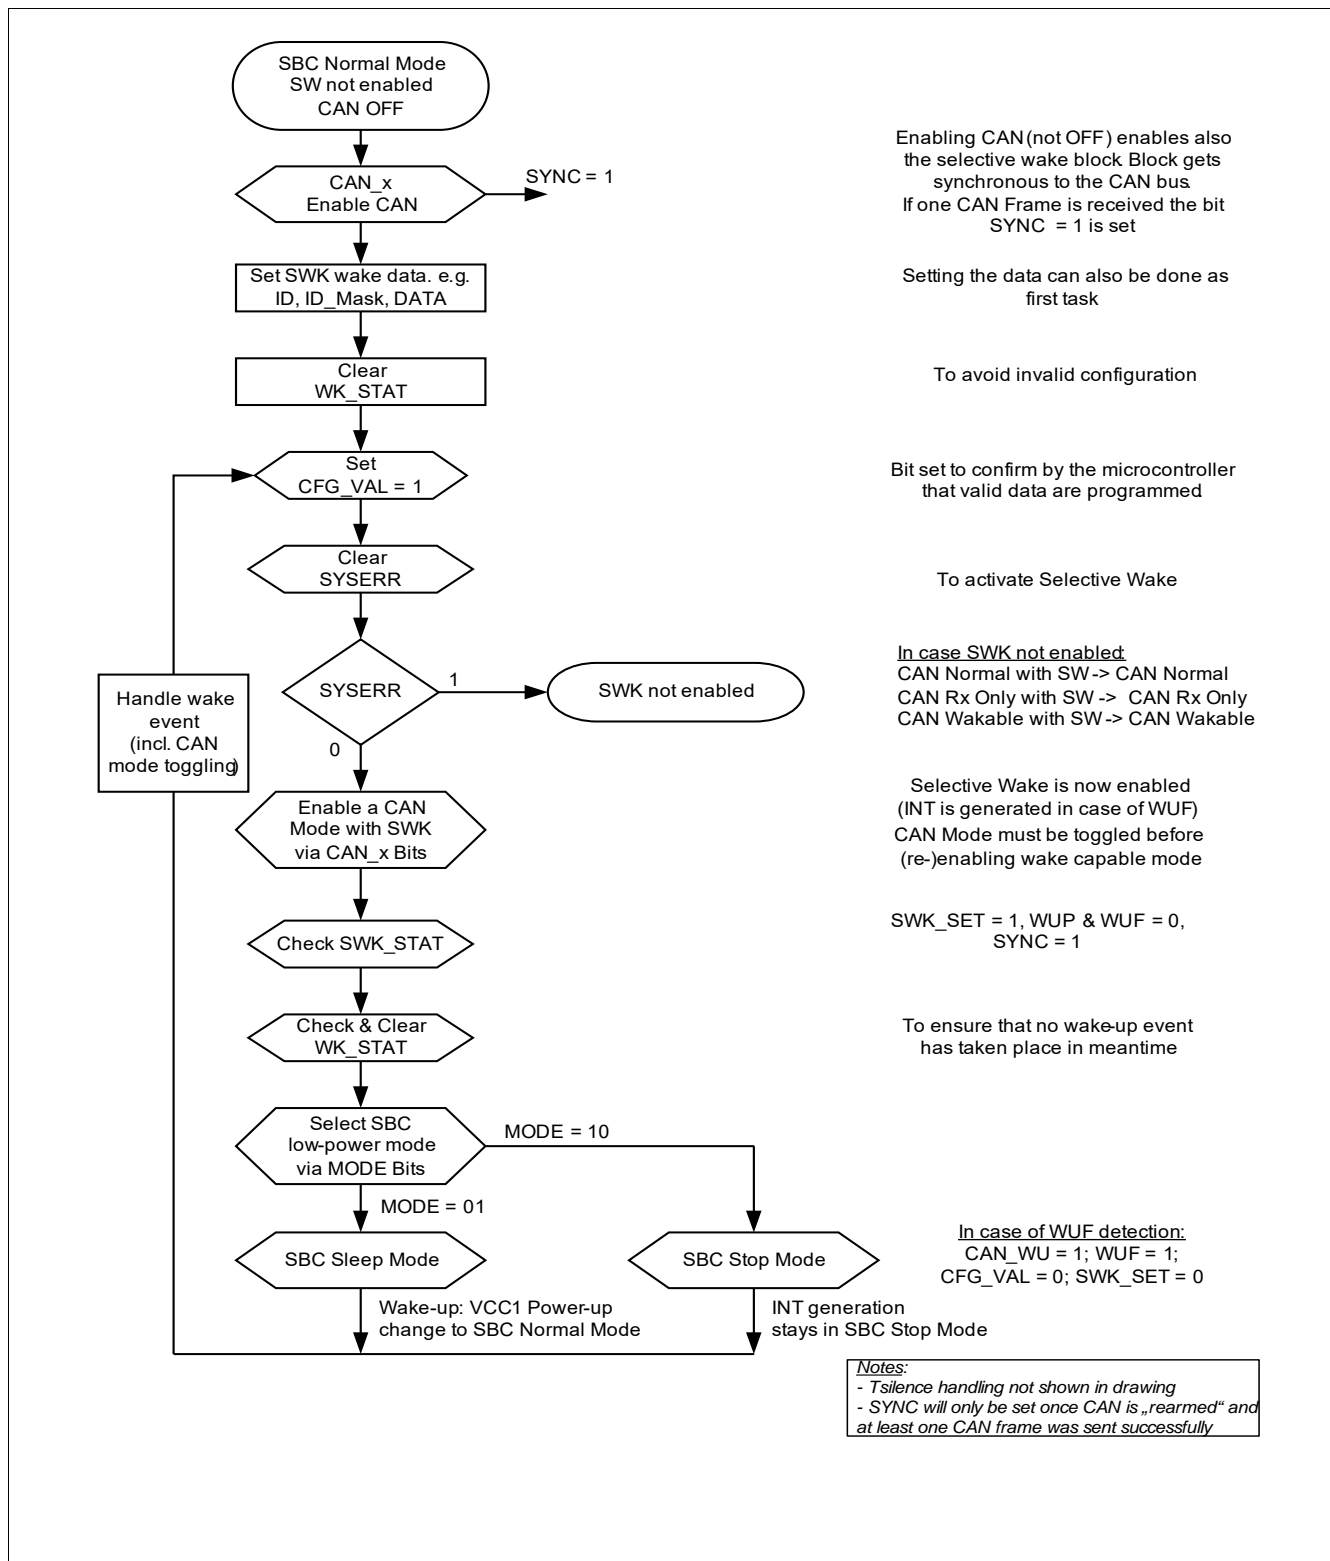 SBC Normal Mode
SW not enabled
CAN OFF
Enabling CAN (not OFF) enables also
the selective wake block. Block gets
synchronous to the CAN bus.
If one CAN Frame is received the bit
SYNC = 1 is set
CAN_x
Enable CAN
SYNC = 1
Set SWK wake data. e.g.
ID, ID_Mask, DATA
Setting the data can also be done as
first task
Clear
WK_STAT
To avoid invalid configuration
Set
CFG_VAL = 1
Bit set to confirm by the microcontroller
that valid data are programmed.
Clear
SYSERR
To activate Selective Wake
SYSERR
1
0
SWK not enabled
In case SWK not enabled:
CAN Normal with SW -> CAN Normal
CAN Rx Only with SW -> CAN Rx Only
CAN Wakable with SW -> CAN Wakable
Handle wake
event
(incl. CAN
mode toggling)
Enable a CAN
Mode with SWK
via CAN_x Bits
Selective Wake is now enabled
(INT is generated in case of WUF)
CAN Mode must be toggled before
(re-)enabling wake capable mode
Check SWK_STAT
SWK_SET = 1, WUP & WUF = 0,
SYNC = 1
Check & Clear
WK_STAT
To ensure that no wake-up event
has taken place in meantime
Select SBC
low-power mode
via MODE Bits
MODE = 10
MODE = 01
SBC Sleep Mode
SBC Stop Mode
In case of WUF detection:
CAN_WU = 1; WUF = 1;
CFG_VAL = 0; SWK_SET = 0
Wake-up: VCC1 Power-up
change to SBC Normal Mode
INT generation
stays in SBC Stop Mode
Notes:
- Tsilence handling not shown in drawing
- SYNC will only be set once CAN is „rearmed“ and
at least one CAN frame was sent successfully